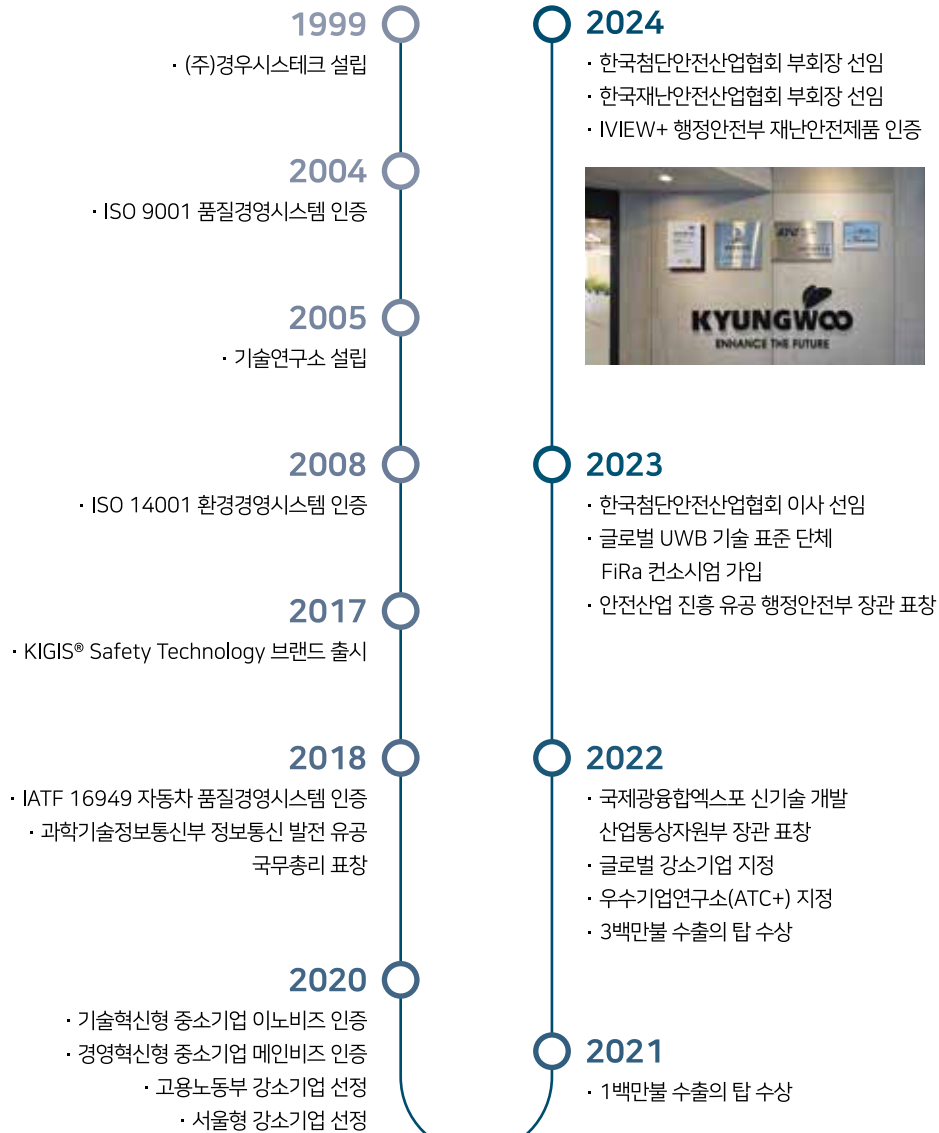 1999
· (주)경우시스테크 설립
2004
· ISO 9001 품질경영시스템 인증
2005
· 기술연구소 설립
2008
· ISO 14001 환경경영시스템 인증
2017
· KIGIS® Safety Technology 브랜드 출시
2018
· IATF 16949 자동차 품질경영시스템 인증
· 과학기술정보통신부 정보통신 발전 유공
국무총리 표창
2020
· 기술혁신형 중소기업 이노비즈 인증
· 경영혁신형 중소기업 메인비즈 인증
· 고용노동부 강소기업 선정
· 서울형 강소기업 선정
2021
· 1백만불 수출의 탑 수상
2022
· 국제광융합엑스포 신기술 개발
산업통상자원부 장관 표창
· 글로벌 강소기업 지정
· 우수기업연구소(ATC+) 지정
· 3백만불 수출의 탑 수상
2023
· 한국첨단안전산업협회 이사 선임
· 글로벌 UWB 기술 표준 단체
FiRa 컨소시엄 가입
· 안전산업 진흥 유공 행정안전부 장관 표창
2024
· 한국첨단안전산업협회 부회장 선임
· 한국재난안전산업협회 부회장 선임
· IVIEW+ 행정안전부 재난안전제품 인증
KYUNGWOO
ENHANCE THE FUTURE